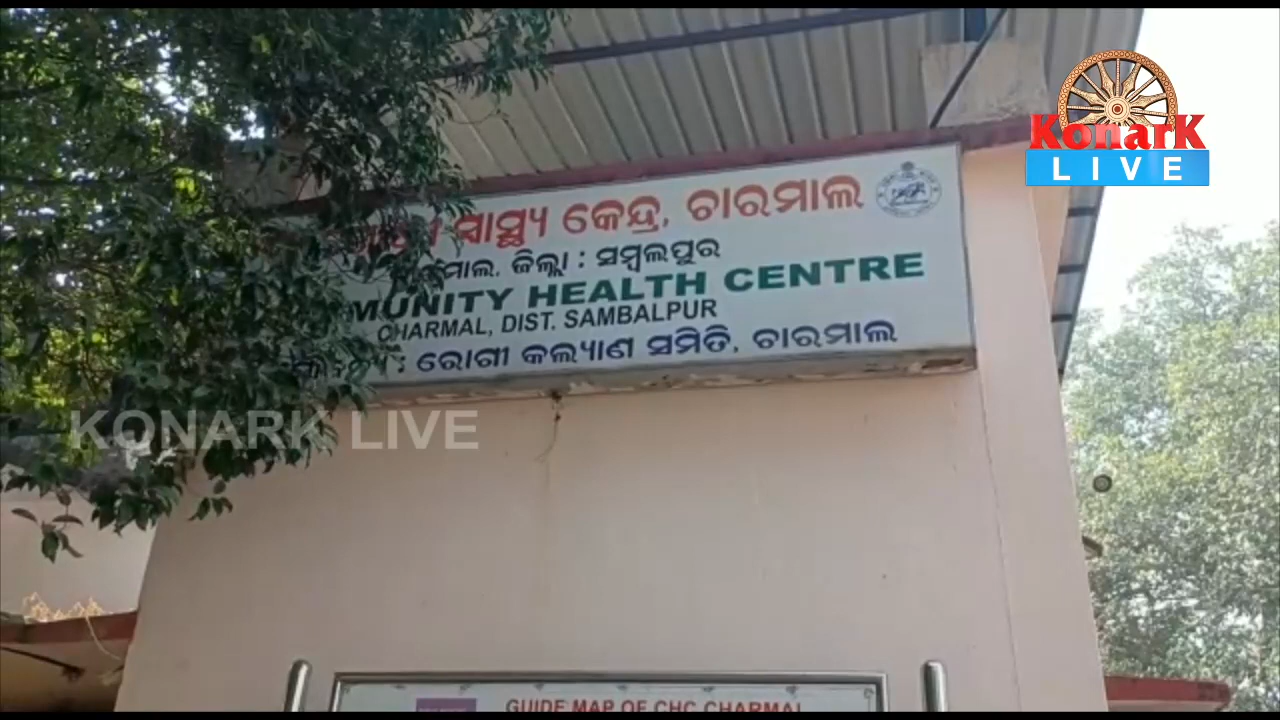 KonarK
LIVE
ସ୍ୱାସ୍ଥ୍ୟ କେନ୍ଦ୍ର, ଚାରମାଲ
ଜିଲ୍ଲା : ସମ୍ବଲପୁର
MUNITY HEALTH CENTRE
CHARMAL, DIST. SAMBALPUR
: ରୋଗୀ କଲ୍ୟାଣ ସମିତି, ଚାରମାଲ
KONARK LIVE
GUIDE MAP OF CHC CHARMAL